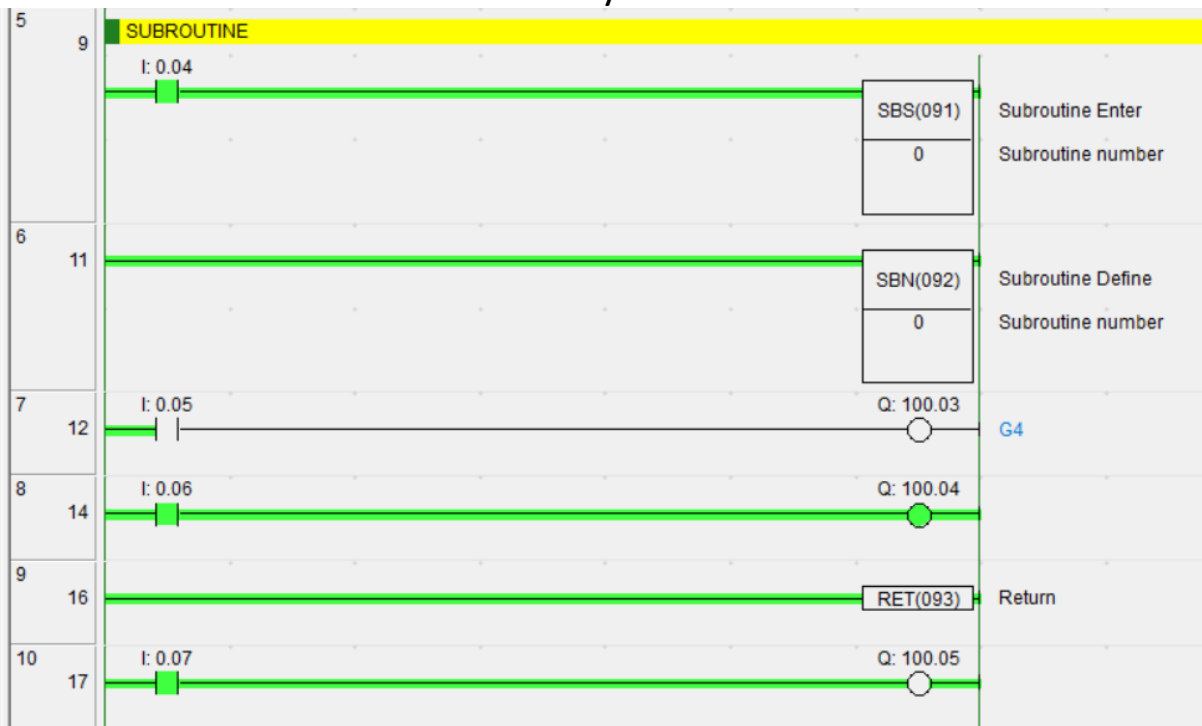 5
9
SUBROUTINE
I: 0.04
SBS(091)
Subroutine Enter
0
Subroutine number
6
11
SBN(092)
Subroutine Define
0
Subroutine number
7
12
I: 0.05
Q: 100.03
G4
8
14
I: 0.06
Q: 100.04
9
16
RET(093)
Return
10
17
I: 0.07
Q: 100.05